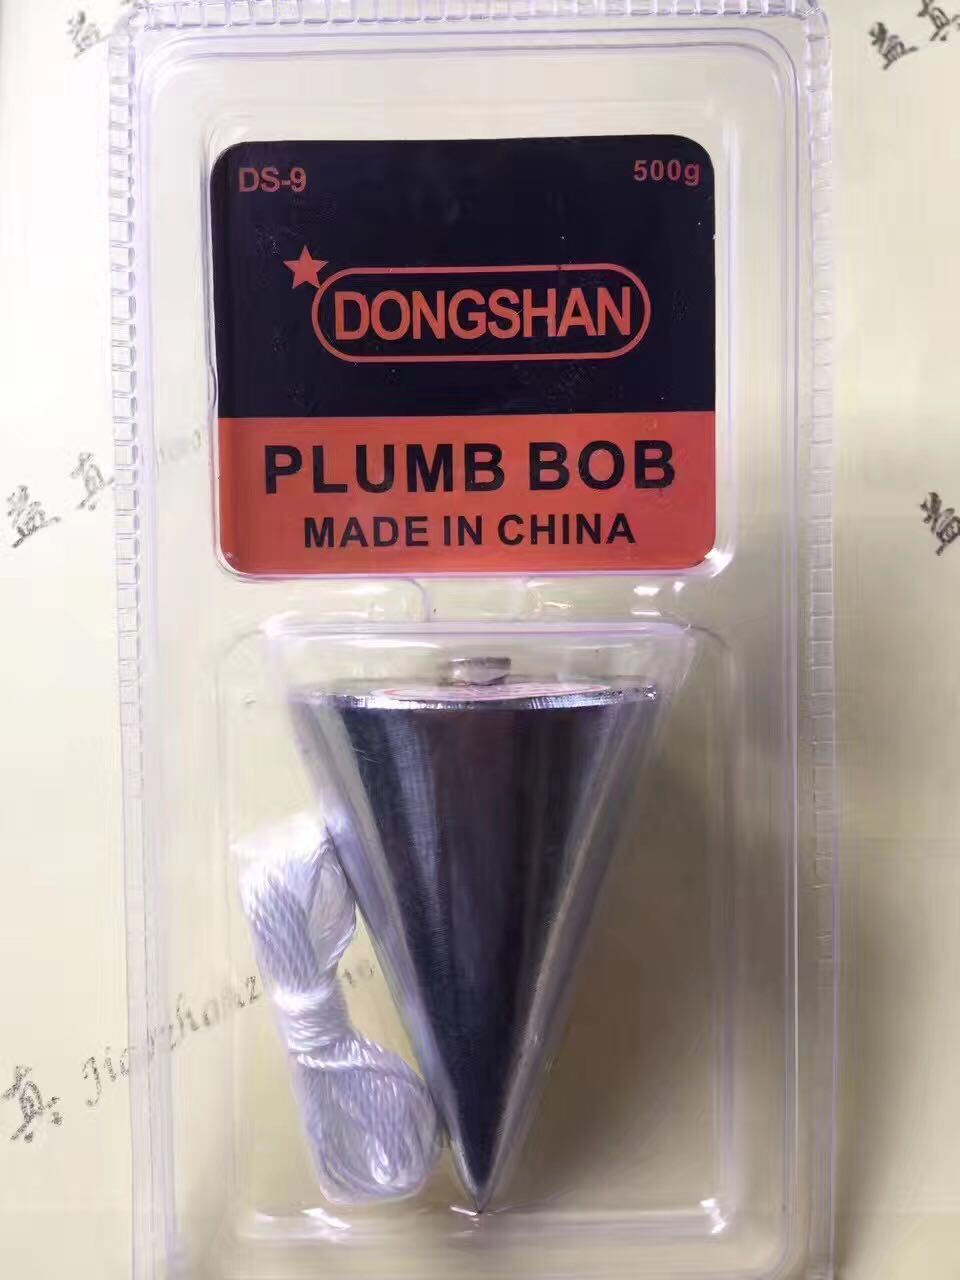 DS-9 500g
DONGSHAN
PLUMB BOB
MADE IN CHINA